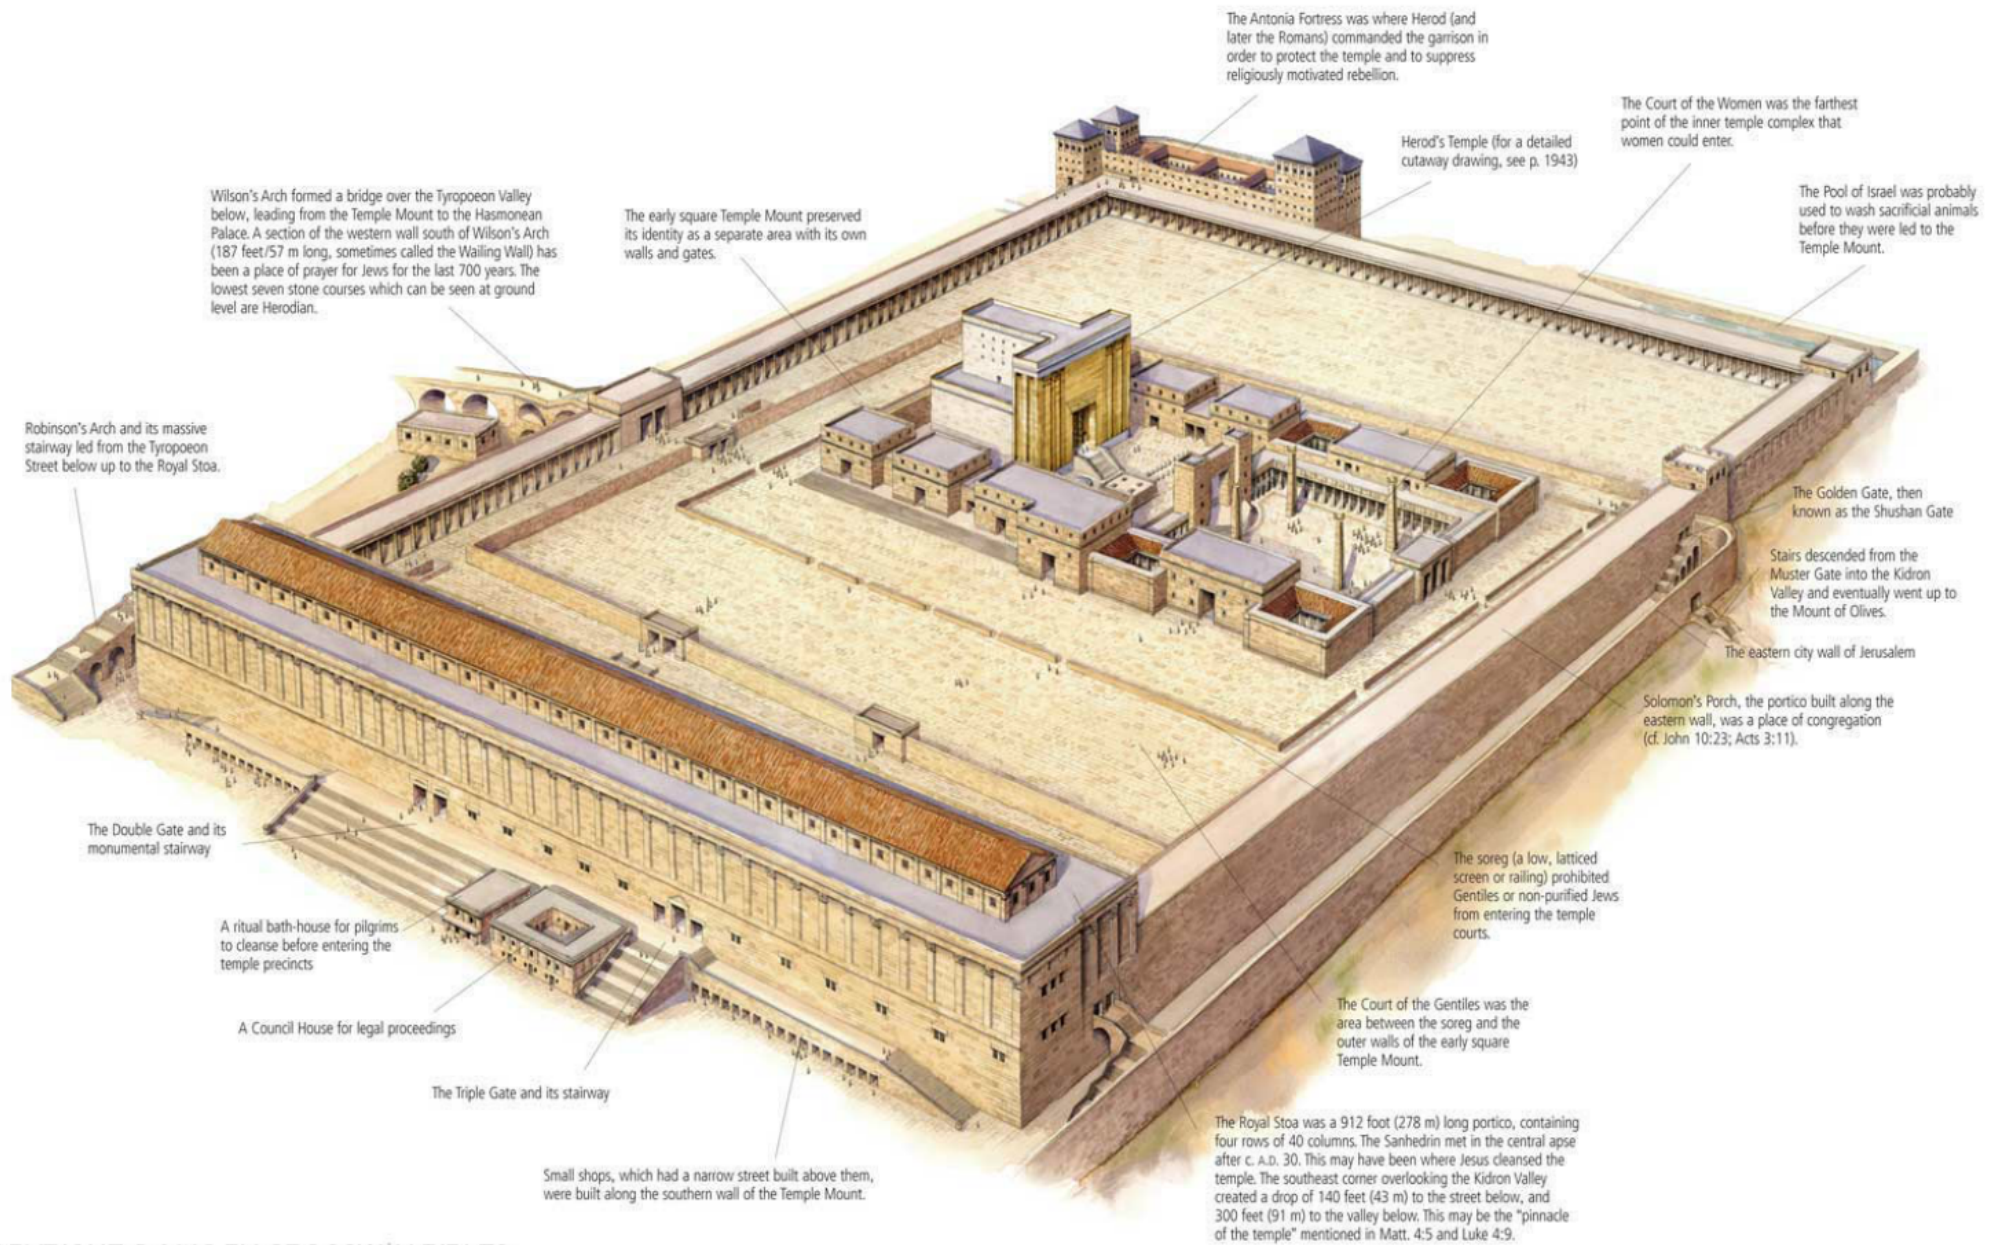 The Antonia Fortress was where Herod (and
later the Romans) commanded the garrison in
order to protect the temple and to suppress
religiously motivated rebellion.
The Court of the Women was the farthest
point of the inner temple complex that
women could enter.
Herod's Temple (for a detailed
cutaway drawing, see p. 1943)
The Pool of Israel was probably
used to wash sacrificial animals
before they were led to the
Temple Mount.
Wilson's Arch formed a bridge over the Tyropoeon Valley
below, leading from the Temple Mount to the Hasmonean
Palace. A section of the western wall south of Wilson's Arch
(187 feet/57 m long, sometimes called the Wailing Wall) has
been a place of prayer for Jews for the last 700 years. The
lowest seven stone courses which can be seen at ground
level are Herodian.
The early square Temple Mount preserved
its identity as a separate area with its own
walls and gates.
Robinson's Arch and its massive
stairway led from the Tyropoeon
Street below up to the Royal Stoa.
The Golden Gate, then
known as the Shushan Gate
Stairs descended from the
Muster Gate into the Kidron
Valley and eventually went up to
the Mount of Olives.
The eastern city wall of Jerusalem
Solomon's Porch, the portico built along the
eastern wall, was a place of congregation
(cf. John 10:23; Acts 3:11).
The Double Gate and its
monumental stairway
The soreg (a low, latticed
screen or railing) prohibited
Gentiles or non-purified Jews
from entering the temple
courts.
A ritual bath-house for pilgrims
to cleanse before entering the
temple precincts
A Council House for legal proceedings
The Court of the Gentiles was the
area between the soreg and the
outer walls of the early square
Temple Mount.
The Triple Gate and its stairway
Small shops, which had a narrow street built above them,
were built along the southern wall of the Temple Mount.
The Royal Stoa was a 912 foot (278 m) long portico, containing
four rows of 40 columns. The Sanhedrin met in the central apse
after c. A.D. 30. This may have been where Jesus cleansed the
temple. The southeast corner overlooking the Kidron Valley
created a drop of 140 feet (43 m) to the street below, and
300 feet (91 m) to the valley below. This may be the "pinnacle
of the temple" mentioned in Matt. 4:5 and Luke 4:9.